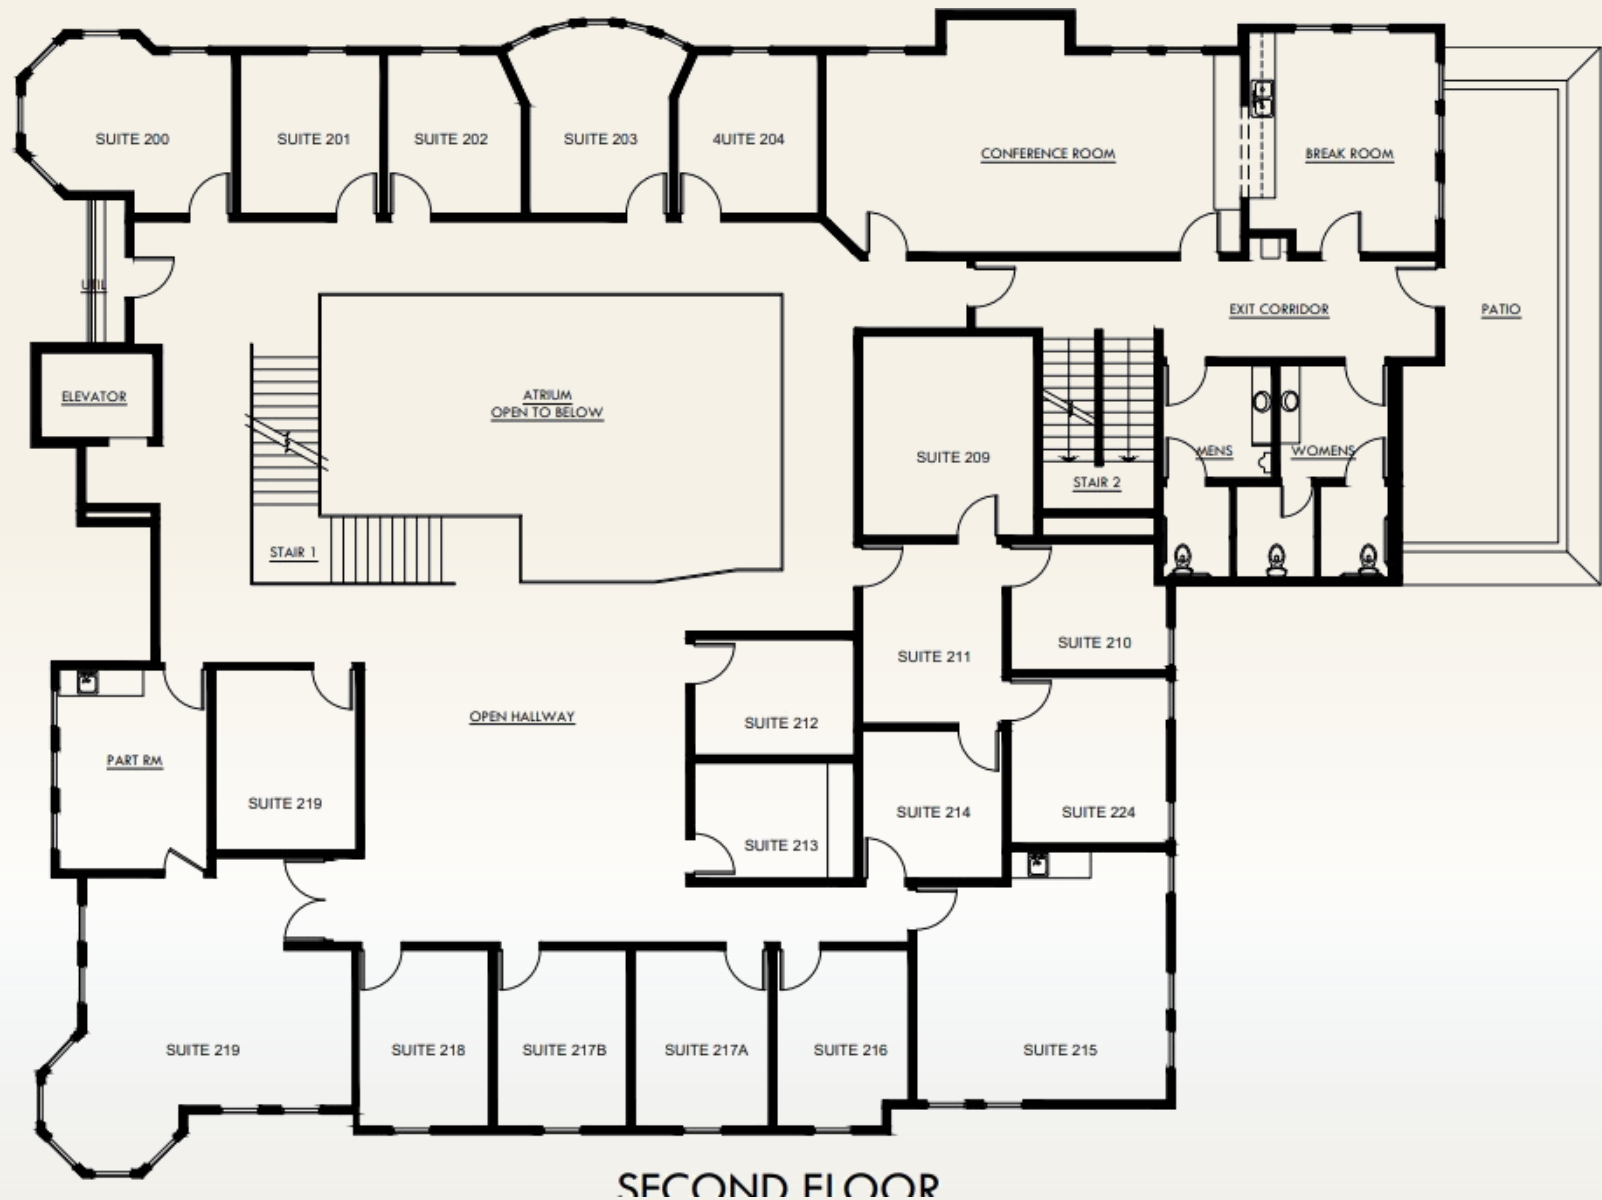 SUITE 200
SUITE 201
SUITE 202
SUITE 203
4UITE 204
CONFERENCE ROOM
BREAK ROOM
UTIL
EXIT CORRIDOR
PATIO
ELEVATOR
ATRIUM
OPEN TO BELOW
SUITE 209
MENS
WOMENS
STAIR 2
STAIR 1
SUITE 210
SUITE 211
OPEN HALLWAY
SUITE 212
PART RM
SUITE 219
SUITE 214
SUITE 224
SUITE 213
SUITE 219
SUITE 218
SUITE 217B
SUITE 217A
SUITE 216
SUITE 215
SECOND FLOOR